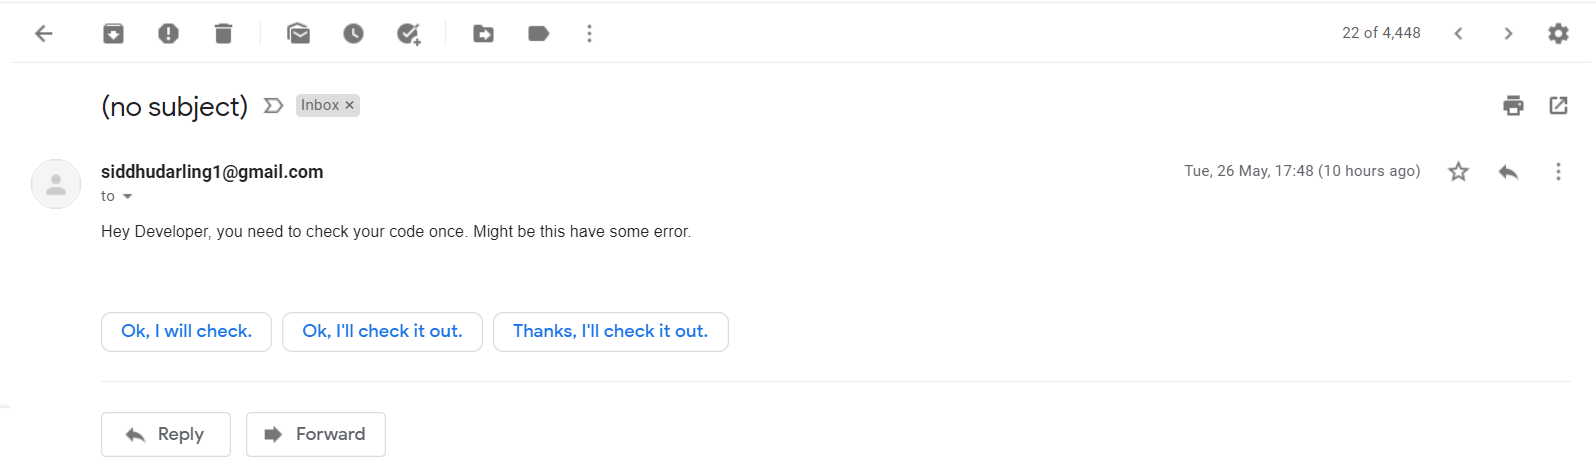 22 of 4,448
(no subject) Inbox ×
siddhudarling1@gmail.com Tue, 26 May, 17:48 (10 hours ago)
to
Hey Developer, you need to check your code once. Might be this have some error.
Ok, I will check. Ok, I'll check it out. Thanks, I'll check it out.
Reply Forward